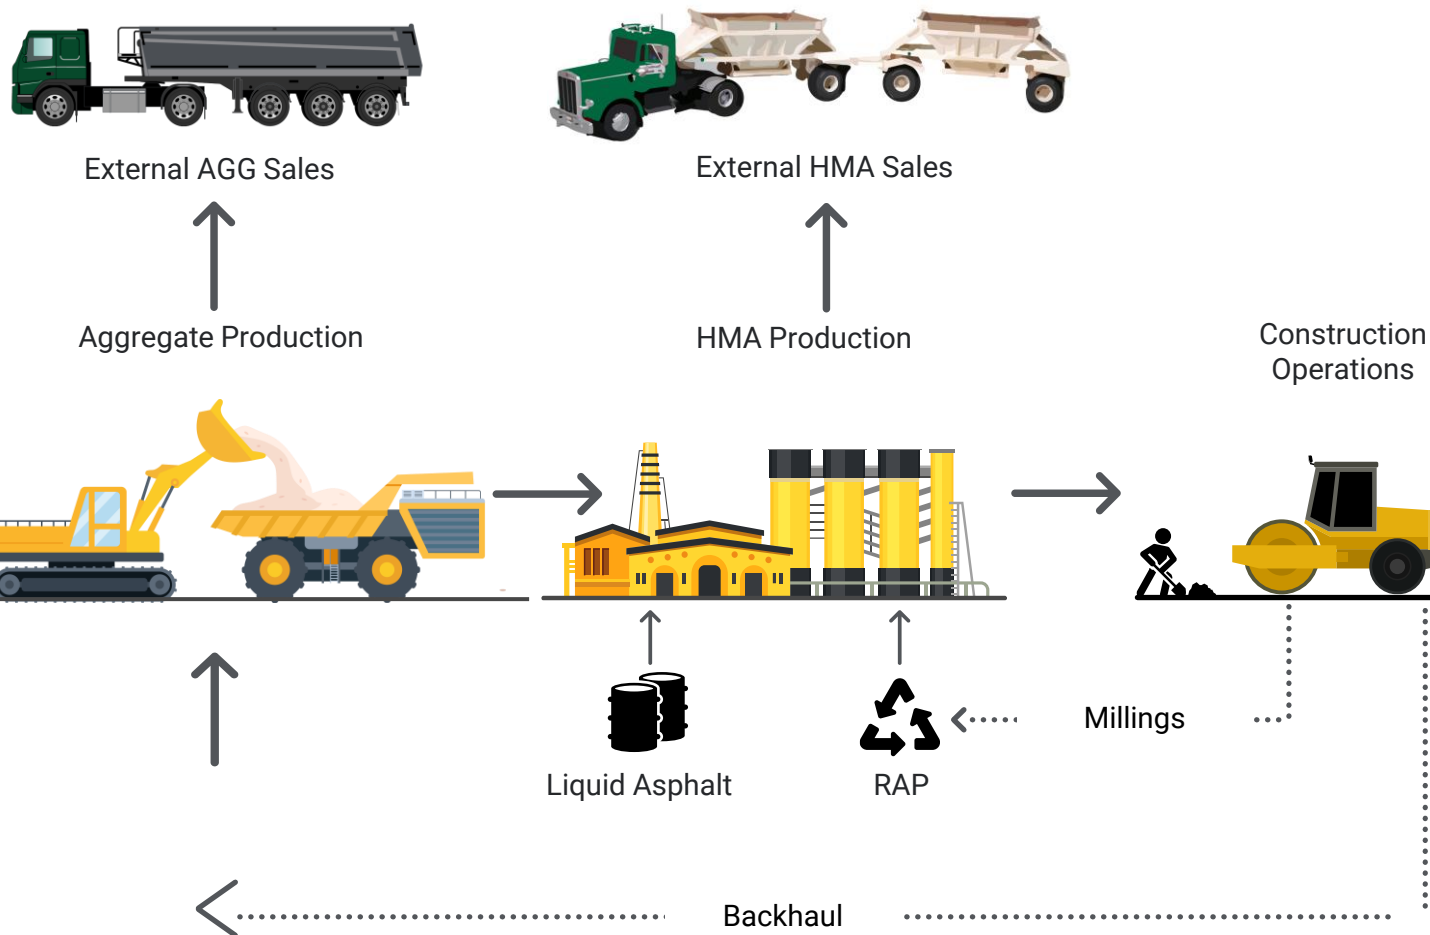 External AGG Sales
External HMA Sales
Aggregate Production
HMA Production
Construction
Operations
Millings
Liquid Asphalt
RAP
Backhaul